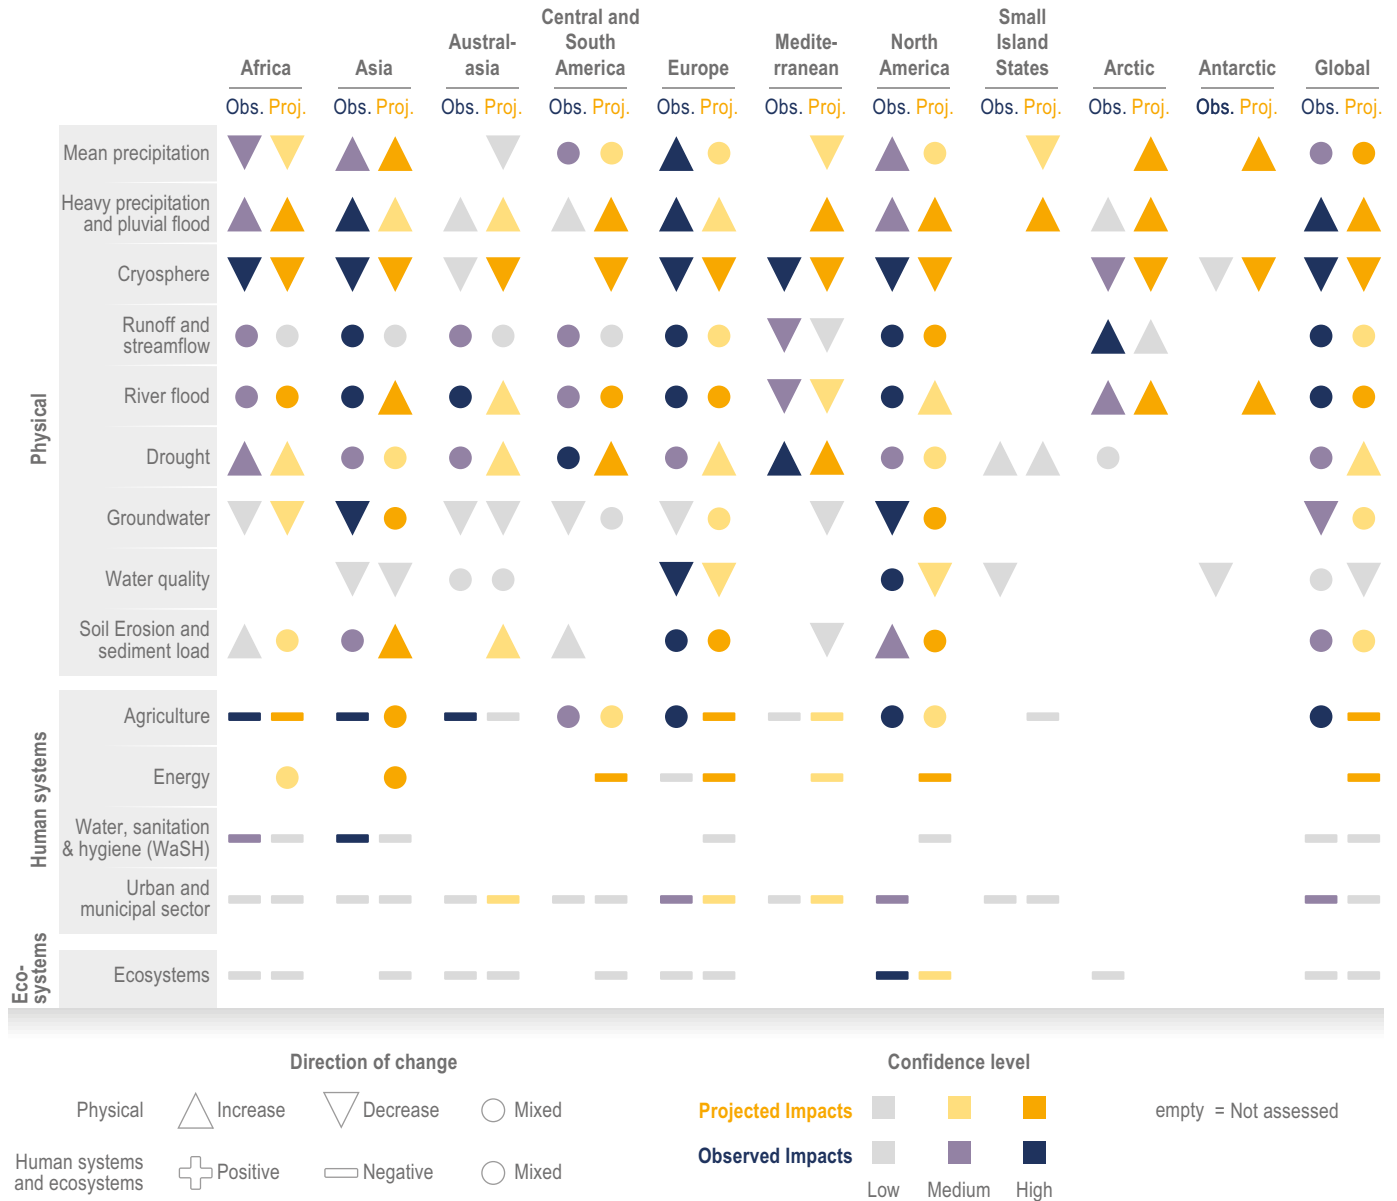 Central and
South
America
Small
Island
States
Austral-
asia
Medite-
rranean
North
America
Africa
Asia
Europe
Arctic
Antarctic
Global
Obs. Proj.
Obs. Proj.
Obs. Proj.
Obs. Proj.
Obs. Proj.
Obs. Proj.
Obs. Proj.
Obs. Proj.
Obs. Proj.
Obs. Proj.
Obs. Proj.
Physical
Mean precipitation
Heavy precipitation
and pluvial flood
Cryosphere
Runoff and
streamflow
River flood
Drought
Groundwater
Water quality
Soil Erosion and
sediment load
Human systems
Agriculture
Energy
Water, sanitation
& hygiene (WaSH)
Urban and
municipal sector
Eco-
systems
Ecosystems
Direction of change
Physical
Increase
Decrease
Mixed
Human systems
and ecosystems
Positive
Negative
Mixed
Confidence level
Projected Impacts
Observed Impacts
Low
Medium
High
empty = Not assessed